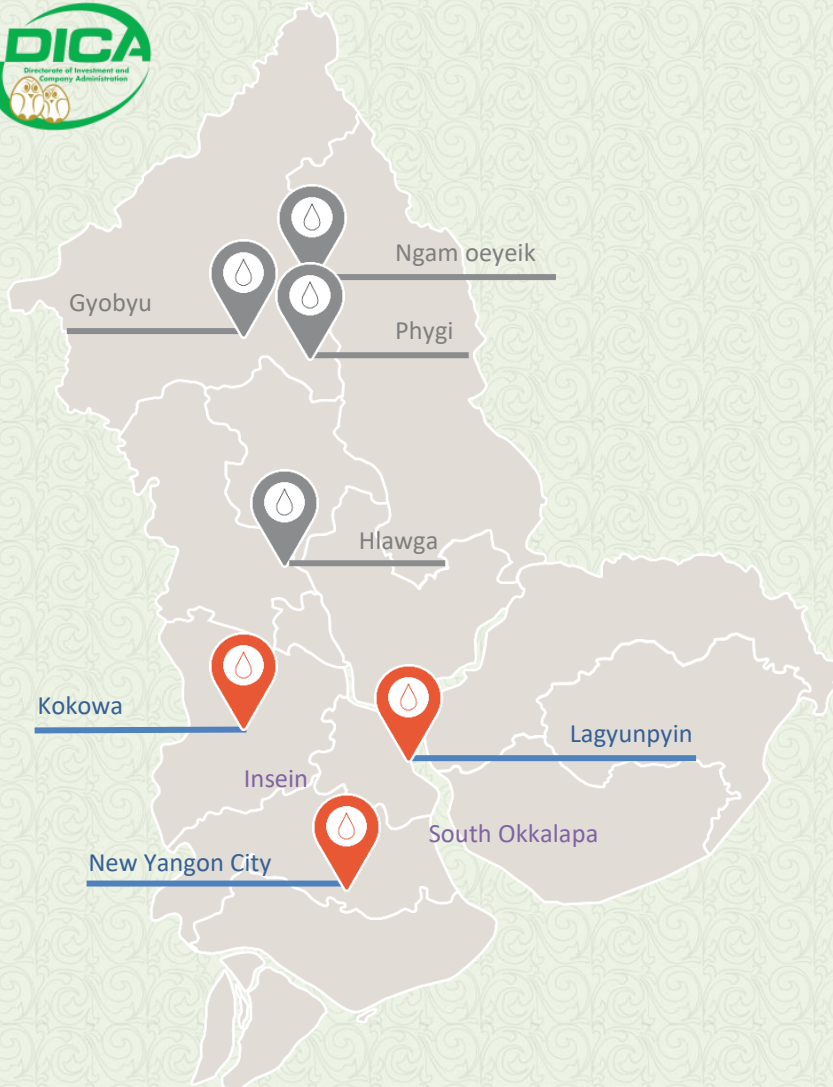 DICA
Directorate of Investment and
Company Administration
Ngam oeyeik
Gyobyu
Phygi
Hlawga
Kokowa
Lagyunpyin
Insein
South Okkalapa
New Yangon City